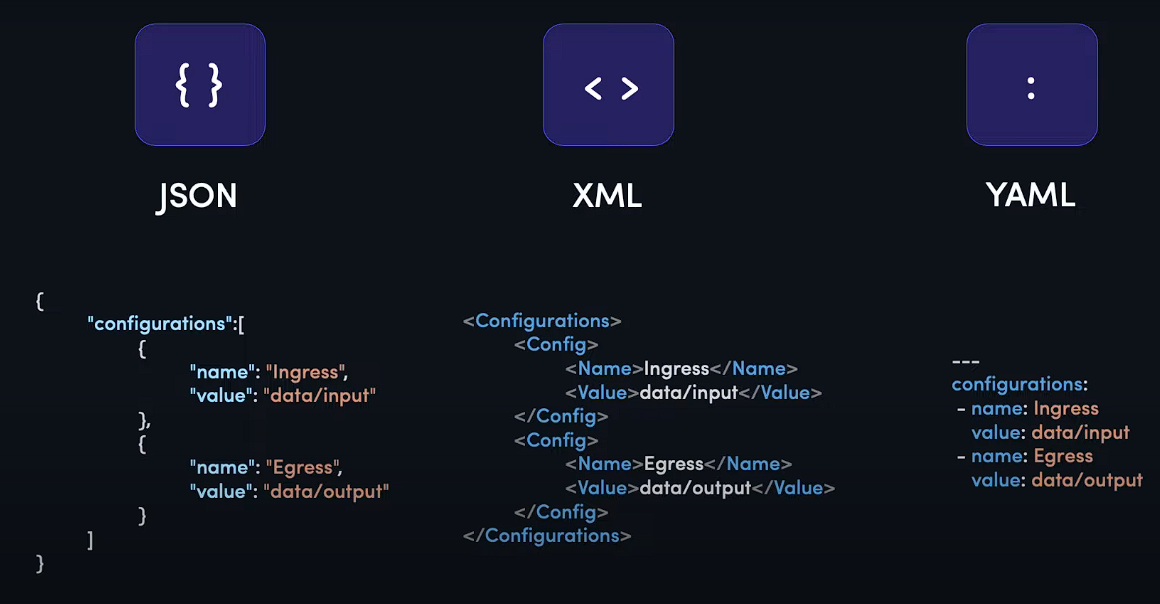 { }
JSON
{
"configurations":[
{
"name": "Ingress",
"value": "data/input"
},
{
"name": "Egress",
"value": "data/output"
}
]
}
< >
XML
<Configurations>
<Config>
<Name>Ingress</Name>
<Value>data/input</Value>
</Config>
<Config>
<Name>Egress</Name>
<Value>data/output</Value>
</Config>
</Configurations>
:
YAML
---
configurations:
- name: Ingress
value: data/input
- name: Egress
value: data/output